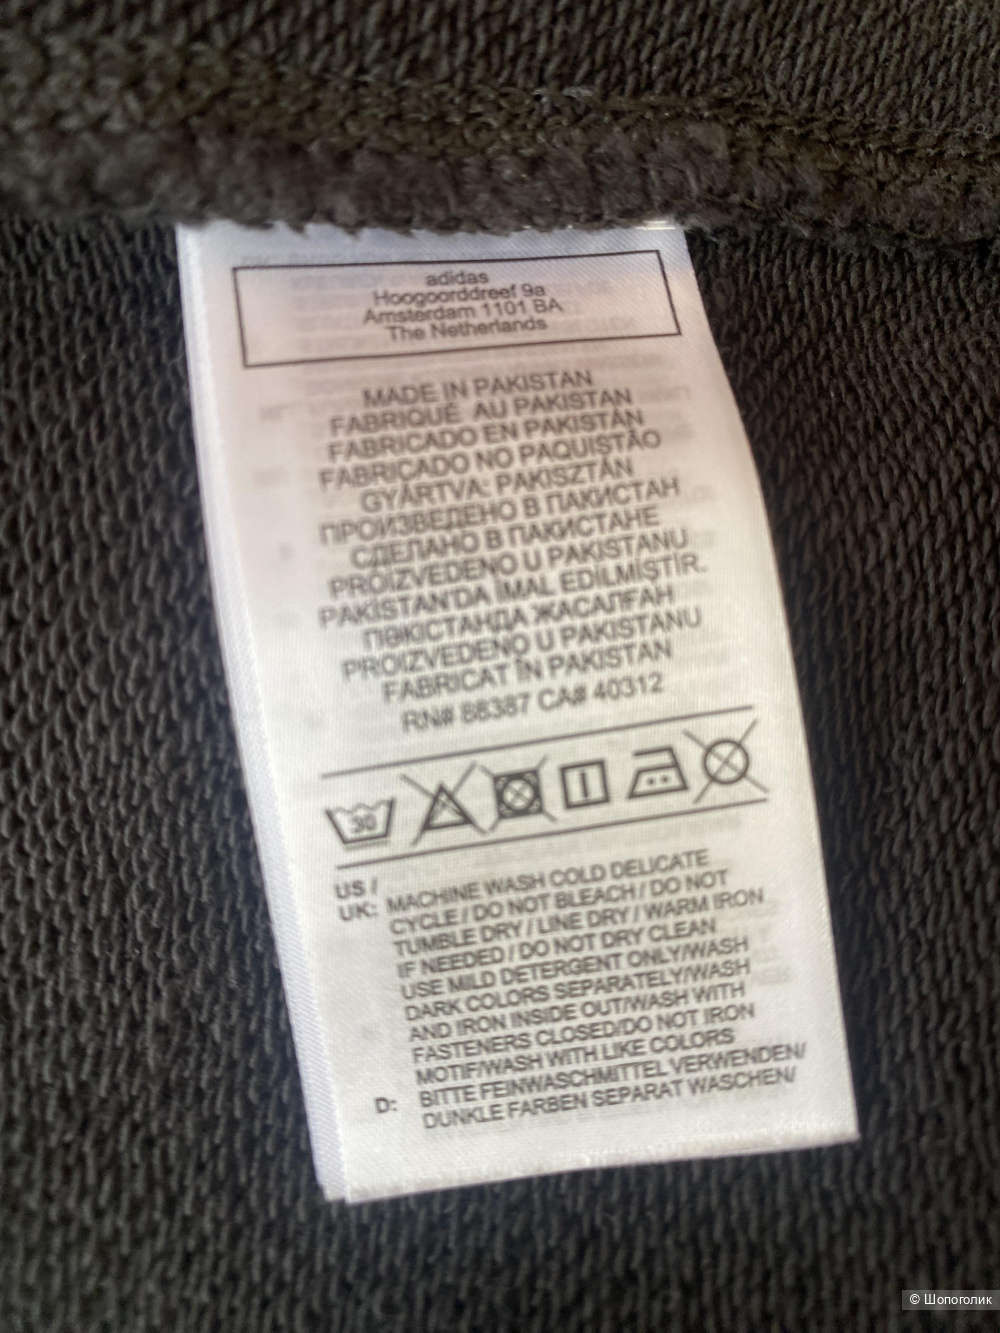 adidas
Hoogoorddreef 9a
Amsterdam 1101 BA
The Netherlands
MADE IN PAKISTAN
FABRIQUÉ AU PAKISTAN
FABRICADO EN PAKISTÁN
FABRICADO NO PAQUISTÃO
GYÁRTVA: PAKISZTÁN
ПРОИЗВЕДЕНО В ПАКИСТАН
СДЕЛАНО В ПАКИСТАНЕ
PROIZVEDENO U PAKISTANU
PAKİSTAN'DA İMAL EDİLMİŞTİR.
ПӘКІСТАНДА ЖАСАЛҒАН
PROIZVEDENO U PAKISTANU
FABRICAT ÎN PAKISTAN
RN# 88387 CA# 40312
30
US /
UK: MACHINE WASH COLD DELICATE
CYCLE / DO NOT BLEACH / DO NOT
TUMBLE DRY / LINE DRY / WARM IRON
IF NEEDED / DO NOT DRY CLEAN
USE MILD DETERGENT ONLY/WASH
DARK COLORS SEPARATELY/WASH
AND IRON INSIDE OUT/WASH WITH
FASTENERS CLOSED/DO NOT IRON
MOTIF/WASH WITH LIKE COLORS
D: BITTE FEINWASCHMITTEL VERWENDEN/
DUNKLE FARBEN SEPARAT WASCHEN/
© Шопоголик